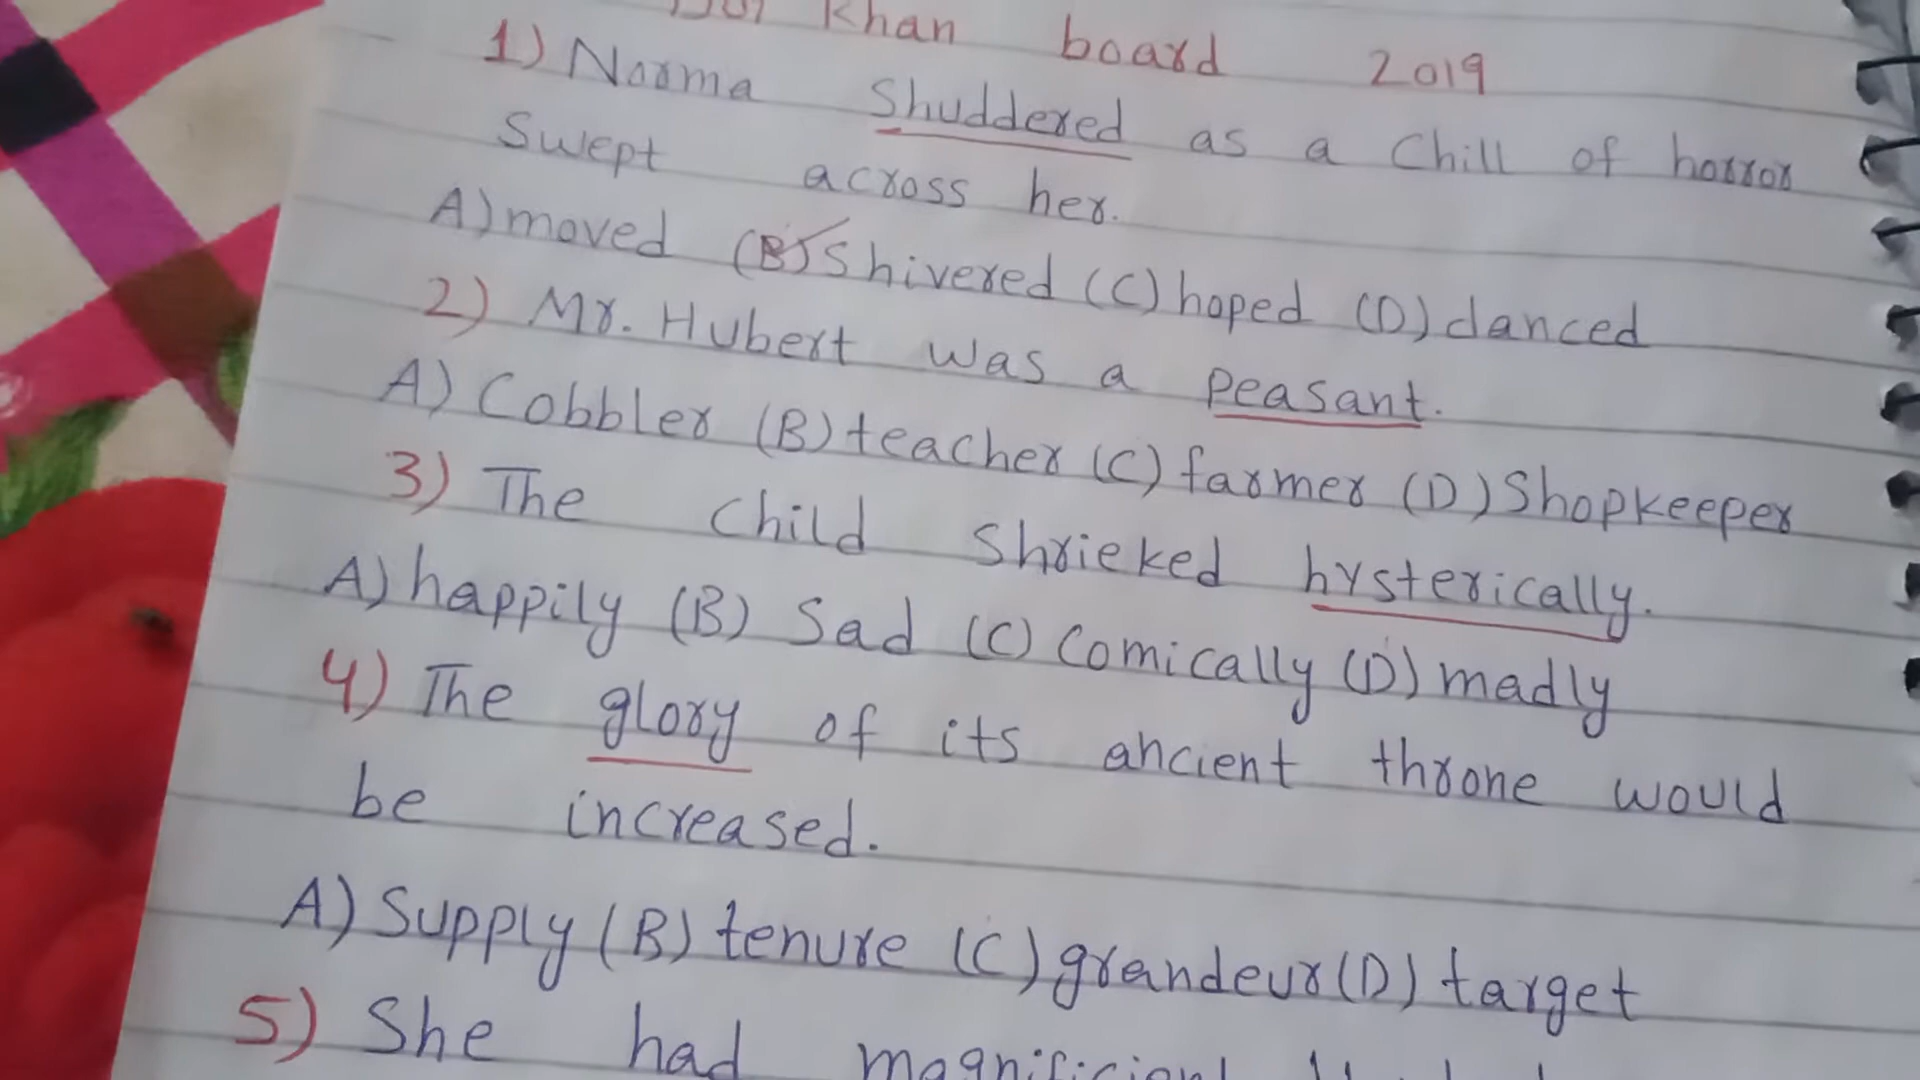 Khan board 2019
1) Norma Shuddered as a Chill of horror
Swept across her.
A) moved (B) Shivered (C) hoped (D) danced
2) Mr. Hubert was a peasant.
A) Cobbler (B) teacher (C) farmer (D) Shopkeeper
3) The Child Shrieked hysterically.
A) happily (B) Sad (C) Comically (D) madly
4) The glory of its ancient throne would
be increased.
A) Supply (B) tenure (C) grandeur (D) target
5) She had